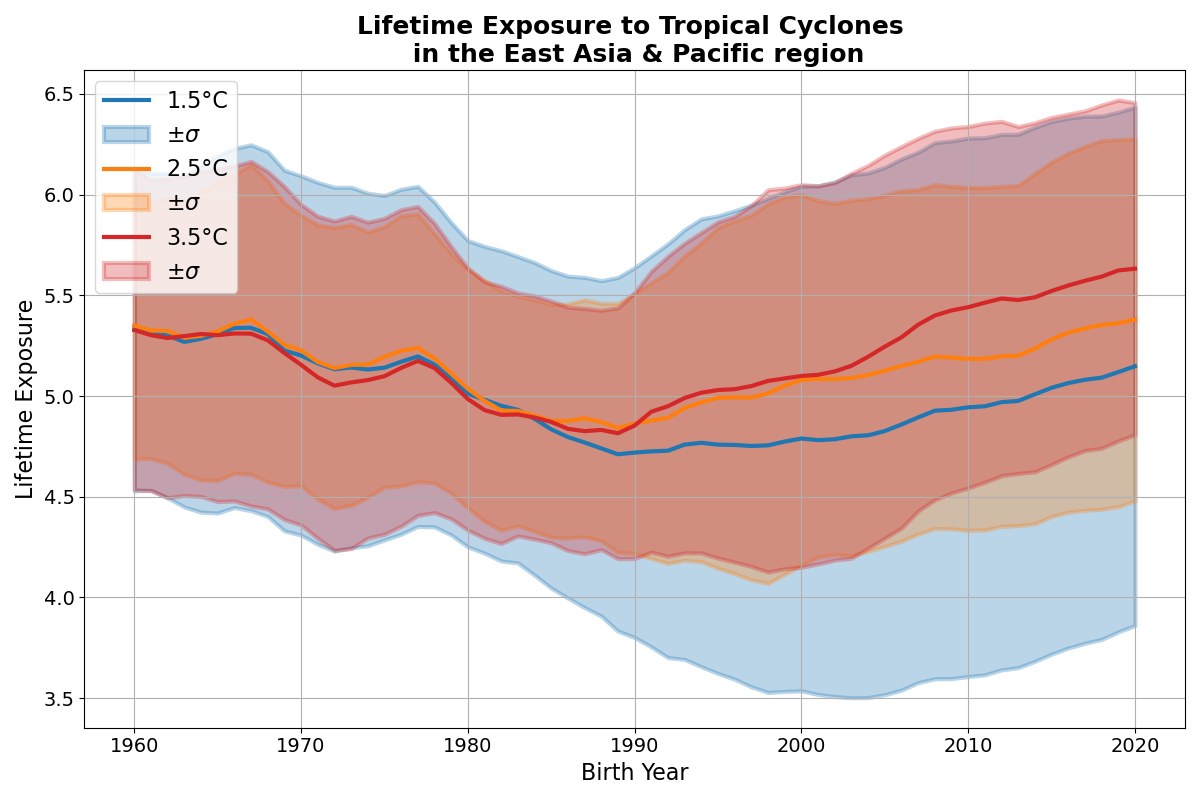 Lifetime Exposure to Tropical Cyclones
in the East Asia & Pacific region
1.5°C
±σ
2.5°C
±σ
3.5°C
±σ
Lifetime Exposure
6.5
6.0
5.5
5.0
4.5
4.0
3.5
1960 1970 1980 1990 2000 2010 2020
Birth Year